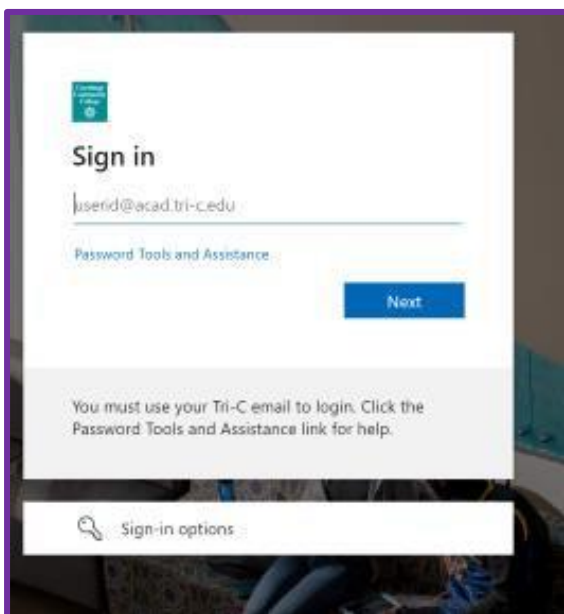 Sign in
userid@acad.tri-c.edu
Password Tools and Assistance
Next
You must use your Tri-C email to login. Click the
Password Tools and Assistance link for help.
Sign-in options